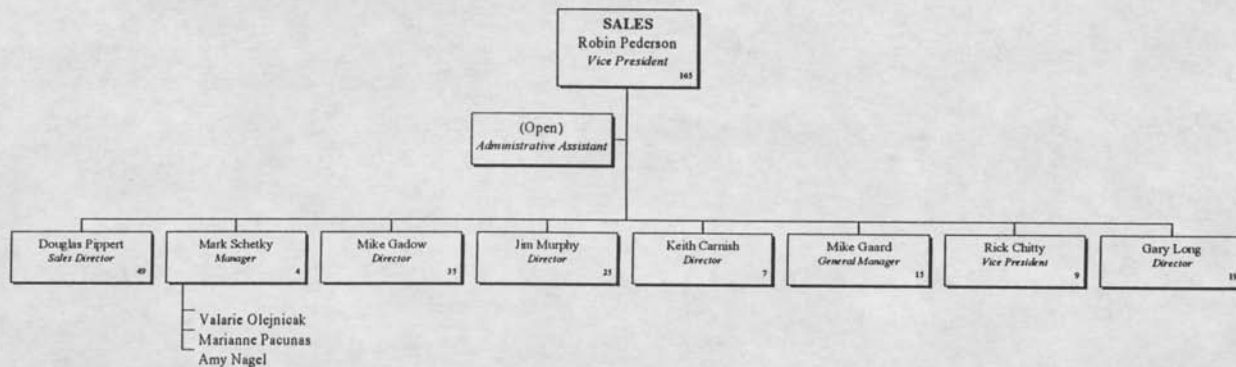 SALES
Robin Pederson
Vice President
165
(Open)
Administrative Assistant
Douglas Pippert
Sales Director
49
Mark Schetky
Manager
4
Mike Gadow
Director
35
Jim Murphy
Director
25
Keith Carnish
Director
7
Mike Gaard
General Manager
15
Rick Chitty
Vice President
9
Gary Long
Director
Valarie Olejnicak
Marianne Pacunas
Amy Nagel